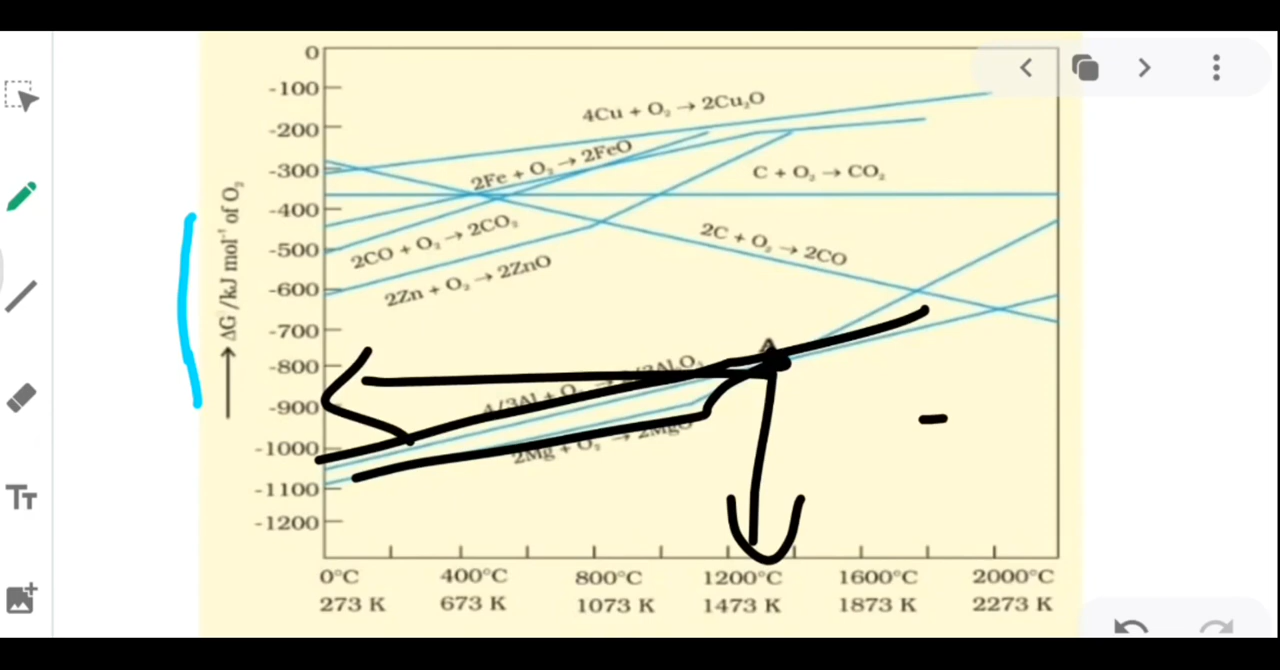 0
-100
-200
-300
-400
-500
-600
-700
-800
-900
-1000
-1100
-1200
ΔG /kJ mol⁻¹ of O₂
4Cu + O₂ → 2Cu₂O
2Fe + O₂ → 2FeO
C + O₂ → CO₂
2CO + O₂ → 2CO₂
2C + O₂ → 2CO
2Zn + O₂ → 2ZnO
A
4/3Al + O₂ → 2/3Al₂O₃
2Mg + O₂ → 2MgO
0°C 400°C 800°C 1200°C 1600°C 2000°C
273 K 673 K 1073 K 1473 K 1873 K 2273 K
TT